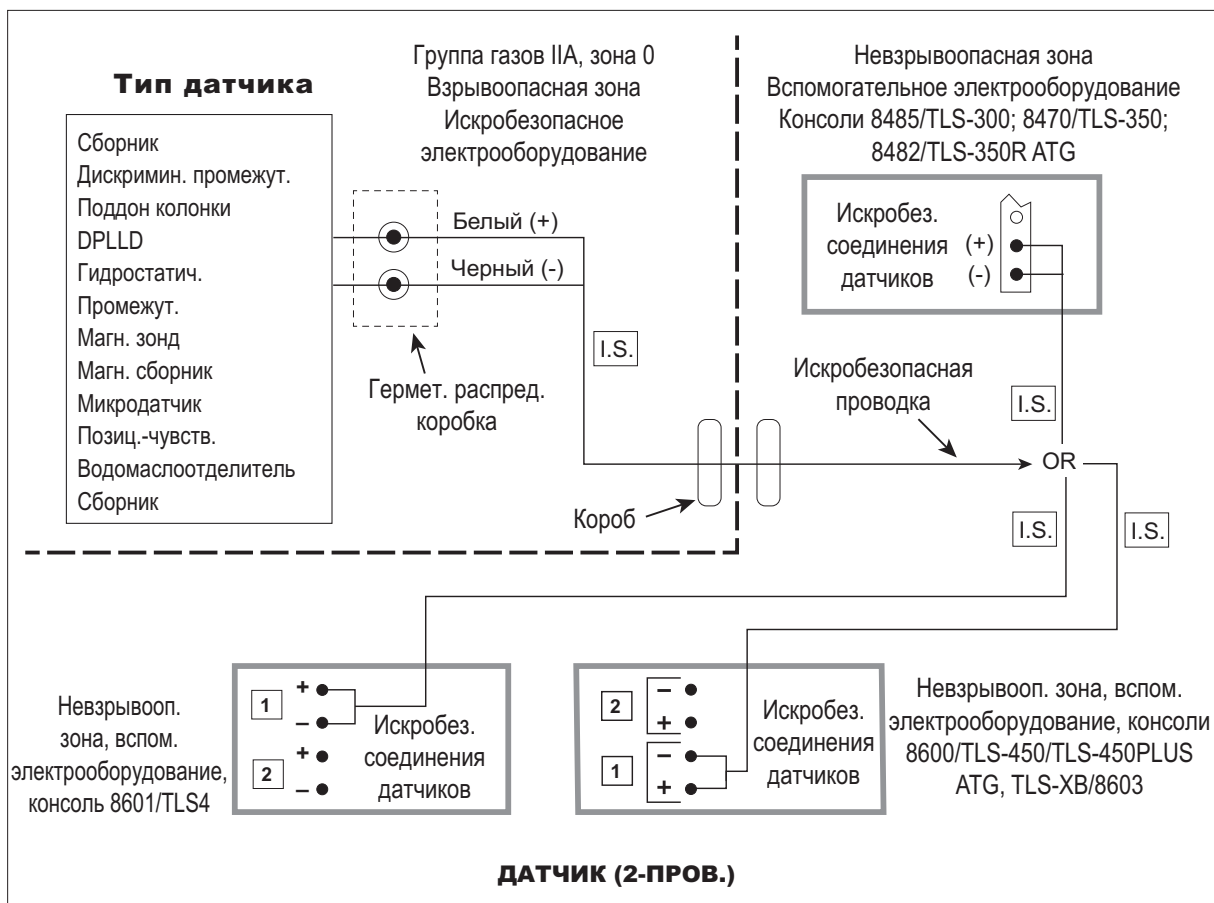 Тип датчика
Сборник
Дискримин. промежут.
Поддон колонки
DPLLD
Гидростатич.
Промежут.
Магн. зонд
Магн. сборник
Микродатчик
Позиц.-чувств.
Водомаслоотделитель
Сборник
Группа газов IIA, зона 0
Взрывоопасная зона
Искробезопасное
электрооборудование
Белый (+)
Черный (-)
I.S.
Гермет. распред.
коробка
Короб
Невзрывоопасная зона
Вспомогательное электрооборудование
Консоли 8485/TLS-300; 8470/TLS-350;
8482/TLS-350R ATG
Искробез.
соединения
датчиков
(+)
(-)
Искробезопасная
проводка
I.S.
OR
I.S.
I.S.
Невзрывооп.
зона, вспом.
электрооборудование,
консоль 8601/TLS4
1
+
–
2
+
–
Искробез.
соединения
датчиков
2
–
+
1
–
+
Искробез.
соединения
датчиков
Невзрывооп. зона, вспом.
электрооборудование, консоли
8600/TLS-450/TLS-450PLUS
ATG, TLS-XB/8603
ДАТЧИК (2-ПРОВ.)